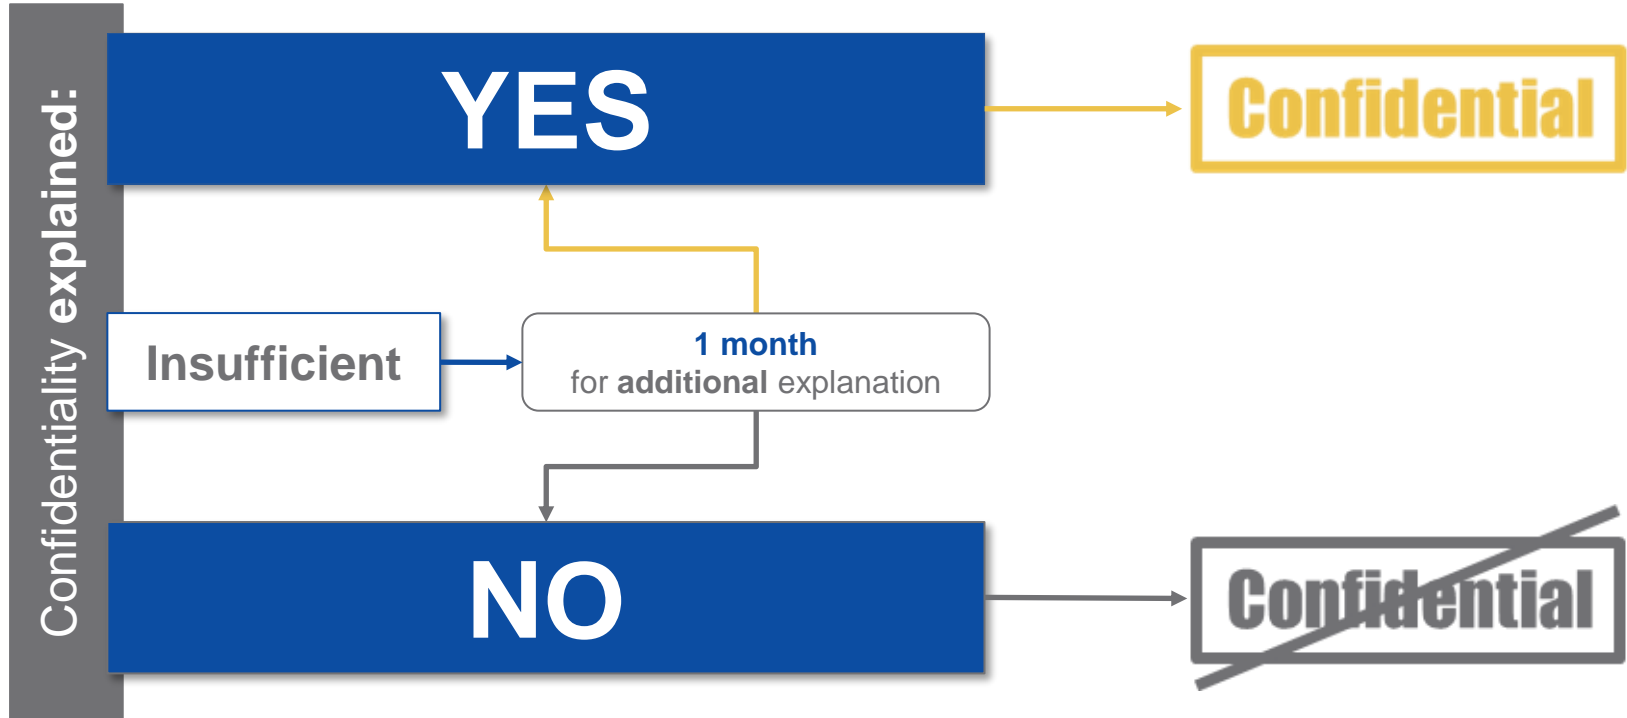 Confidentiality explained:
YES
Confidential
Insufficient
1 month
for additional explanation
NO
Confidential